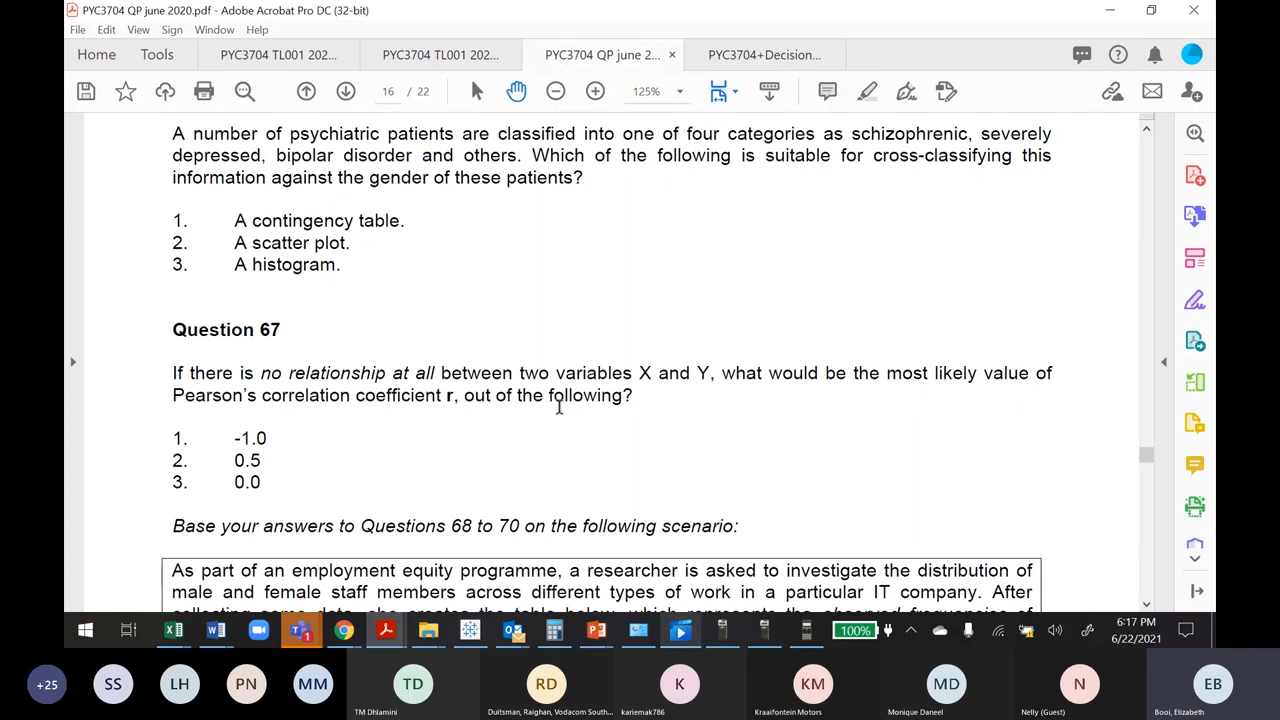 PYC3704 QP june 2020.pdf - Adobe Acrobat Pro DC (32-bit)
File Edit View Sign Window Help
Home Tools PYC3704 TL001 202... PYC3704 TL001 202... PYC3704 QP june 2... × PYC3704+Decision...
16 / 22 125%
A number of psychiatric patients are classified into one of four categories as schizophrenic, severely
depressed, bipolar disorder and others. Which of the following is suitable for cross-classifying this
information against the gender of these patients?
1. A contingency table.
2. A scatter plot.
3. A histogram.
Question 67
If there is no relationship at all between two variables X and Y, what would be the most likely value of
Pearson's correlation coefficient r, out of the following?
1. -1.0
2. 0.5
3. 0.0
Base your answers to Questions 68 to 70 on the following scenario:
As part of an employment equity programme, a researcher is asked to investigate the distribution of
male and female staff members across different types of work in a particular IT company. After
100% 6:17 PM
6/22/2021
+25 SS LH PN MM TD RD K KM MD N EB
TM Dhlamini Duitsman, Raighan, Vodacom South... kariemak786 Kraaifontein Motors Monique Daneel Nelly (Guest) Booi, Elizabeth